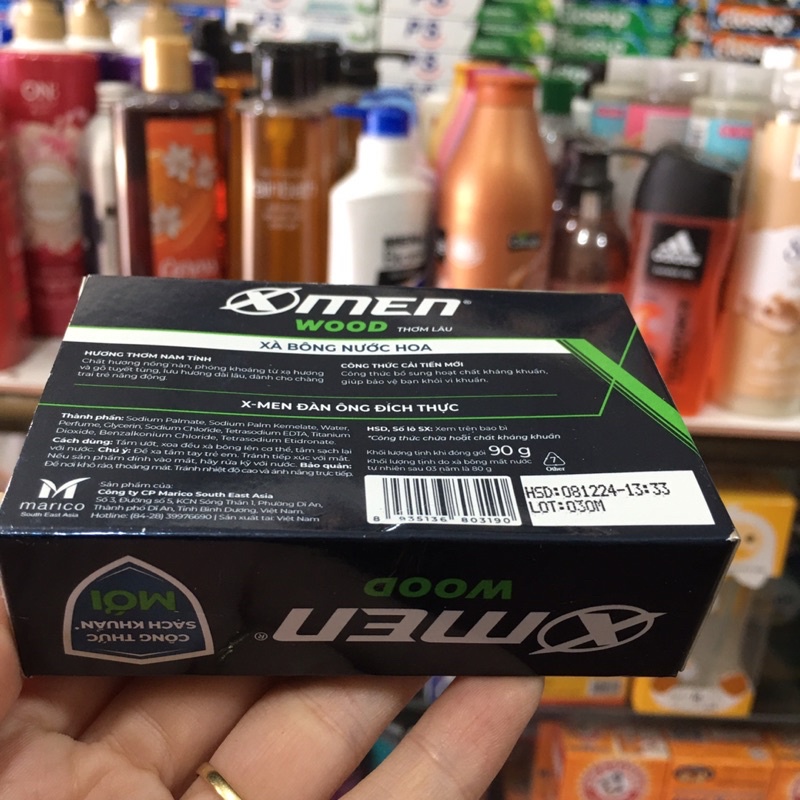 X-MEN®
WOOD THƠM LÂU
XÀ BÔNG NƯỚC HOA
HƯƠNG THƠM NAM TÍNH
Chất hương nồng nàn, phóng khoáng từ xạ hương
và gỗ tuyết tùng, lưu hương dài lâu, dành cho chàng
trai trẻ năng động.
CÔNG THỨC CẢI TIẾN MỚI
Công thức bổ sung hoạt chất kháng khuẩn,
giúp bảo vệ bạn khỏi vi khuẩn.
X-MEN ĐÀN ÔNG ĐÍCH THỰC
Thành phần: Sodium Palmate, Sodium Palm Kernelate, Water,
Perfume, Glycerin, Sodium Chloride, Tetrasodium EDTA, Titanium
Dioxide, Benzalkonium Chloride, Tetrasodium Etidronate.
Cách dùng: Tắm ướt, xoa đều xà bông lên cơ thể, tắm sạch lại
với nước. Chú ý: Để xa tầm tay trẻ em. Tránh tiếp xúc với mắt.
Nếu sản phẩm dính vào mắt, hãy rửa kỹ với nước. Bảo quản:
Để nơi khô ráo, thoáng mát. Tránh nhiệt độ cao và ánh nắng trực tiếp.
HSD, Số lô SX: Xem trên bao bì
*Công thức chứa hoạt chất kháng khuẩn
Khối lượng tịnh khi đóng gói 90 g
Khối lượng tịnh do xà bông mất nước
tự nhiên sau 03 năm là 80 g
7
Other
marico
South East Asia
Sản phẩm của:
Công ty CP Marico South East Asia
Số 3, Đường số 5, KCN Sóng Thần 1, Phường Dĩ An,
Thành phố Dĩ An, Tỉnh Bình Dương, Việt Nam.
Hotline: (84-28) 39976690 | Sản xuất tại: Việt Nam
8 935136 803190
HSD:081224-13:33
LOT:030M
X-MEN®
WOOD
CÔNG THỨC
SẠCH KHUẨN*
MỚI
adidas
closeup
PS
ARM & HAMMER